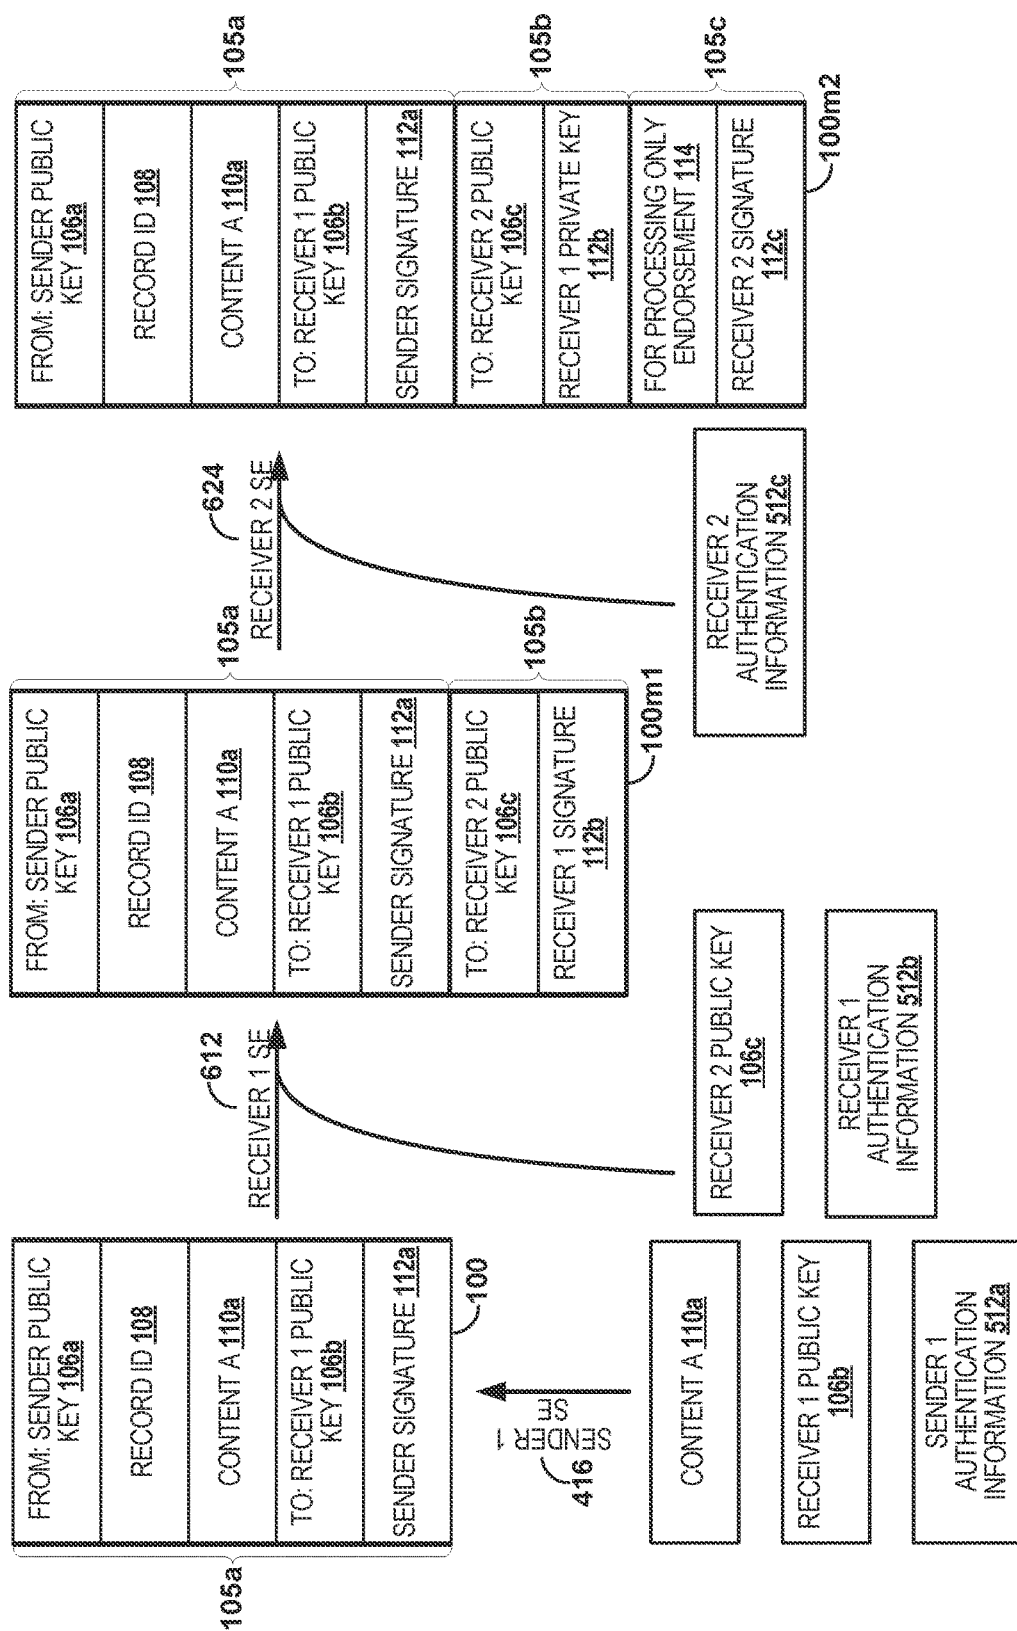 105a
FROM: SENDER PUBLIC
KEY 106a
RECORD ID 108
CONTENT A 110a
TO: RECEIVER 1 PUBLIC
KEY 106b
SENDER SIGNATURE 112a
100
SENDER 1
SE
416
CONTENT A 110a
RECEIVER 1 PUBLIC KEY
106b
SENDER 1
AUTHENTICATION
INFORMATION 512a
612
RECEIVER 1 SE
RECEIVER 2 PUBLIC KEY
106c
RECEIVER 1
AUTHENTICATION
INFORMATION 512b
105a
FROM: SENDER PUBLIC
KEY 106a
RECORD ID 108
CONTENT A 110a
TO: RECEIVER 1 PUBLIC
KEY 106b
SENDER SIGNATURE 112a
105b
TO: RECEIVER 2 PUBLIC
KEY 106c
RECEIVER 1 SIGNATURE
112b
100m1
624
RECEIVER 2 SE
RECEIVER 2
AUTHENTICATION
INFORMATION 512c
105a
FROM: SENDER PUBLIC
KEY 106a
RECORD ID 108
CONTENT A 110a
TO: RECEIVER 1 PUBLIC
KEY 106b
SENDER SIGNATURE 112a
105b
TO: RECEIVER 2 PUBLIC
KEY 106c
RECEIVER 1 PRIVATE KEY
112b
105c
FOR PROCESSING ONLY
ENDORSEMENT 114
RECEIVER 2 SIGNATURE
112c
100m2